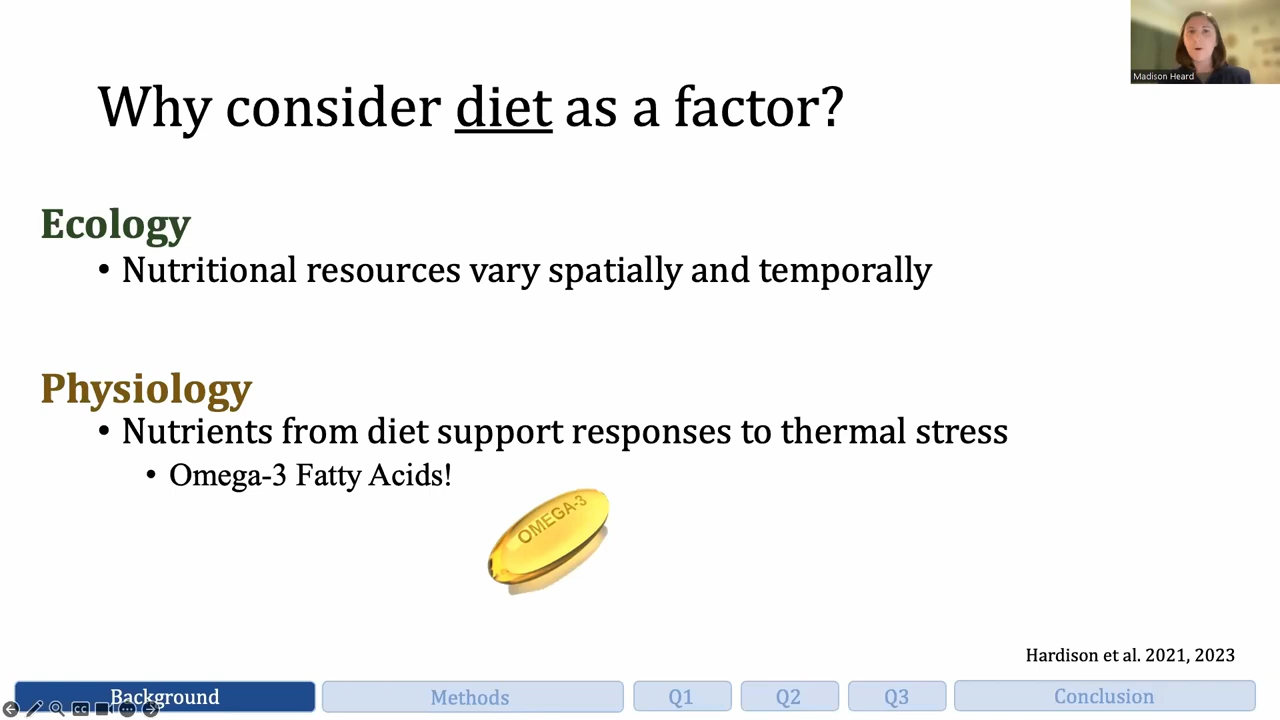 Madison Heard
Why consider diet as a factor?
Ecology
• Nutritional resources vary spatially and temporally
Physiology
• Nutrients from diet support responses to thermal stress
• Omega-3 Fatty Acids!
OMEGA-3
Hardison et al. 2021, 2023
Background
Methods
Q1
Q2
Q3
Conclusion
CC